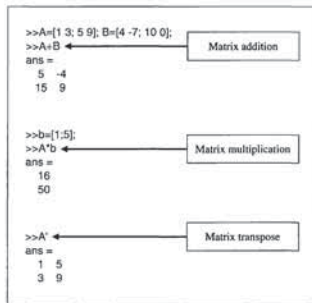 >>A=[1 3; 5 9]; B=[4 -7; 10 0];
>>A+B
Matrix addition
ans =
5 -4
15 9
>>b=[1;5];
>>A*b
Matrix multiplication
ans =
16
50
>>A'
Matrix transpose
ans =
1 5
3 9